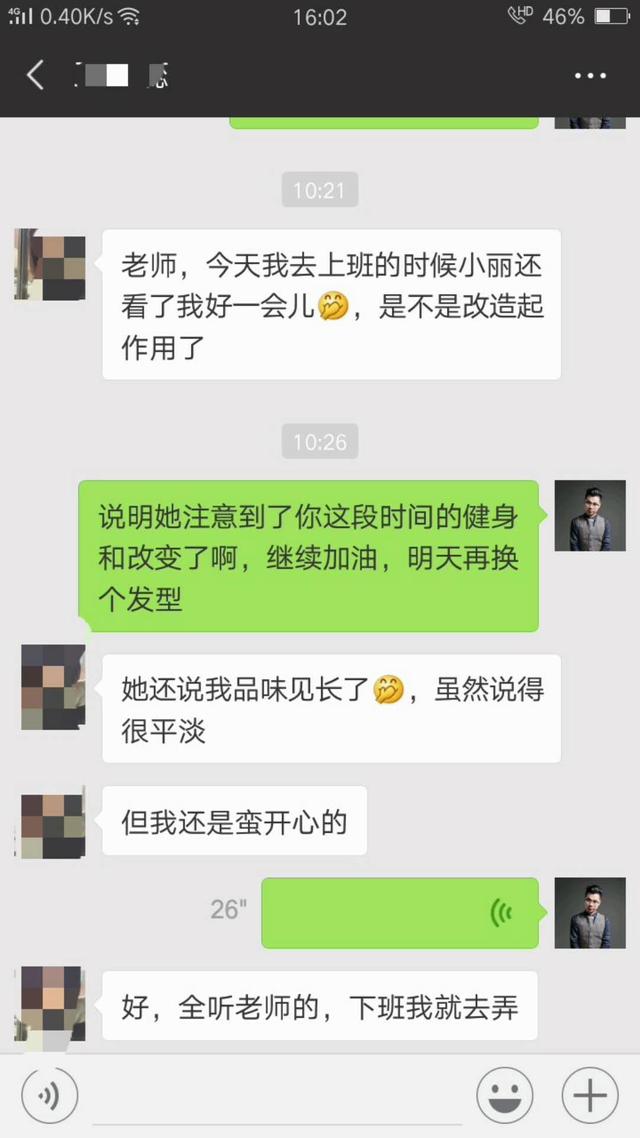 4G 0.40K/s 16:02 HD 46%
10:21
老师，今天我去上班的时候小丽还
看了我好一会儿🤭，是不是改造起
作用了
10:26
说明她注意到了你这段时间的健身
和改变了啊，继续加油，明天再换
个发型
她还说我品味见长了🤭，虽然说得
很平淡
但我还是蛮开心的
26"
好，全听老师的，下班我就去弄